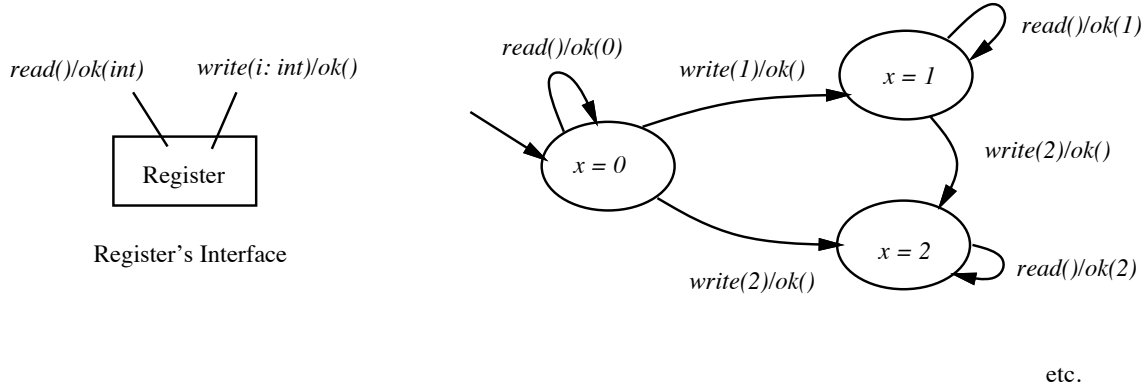 read()/ok(int)
write(i: int)/ok()
Register
Register's Interface
read()/ok(0)
write(1)/ok()
read()/ok(1)
x = 1
x = 0
write(2)/ok()
x = 2
write(2)/ok()
read()/ok(2)
etc.